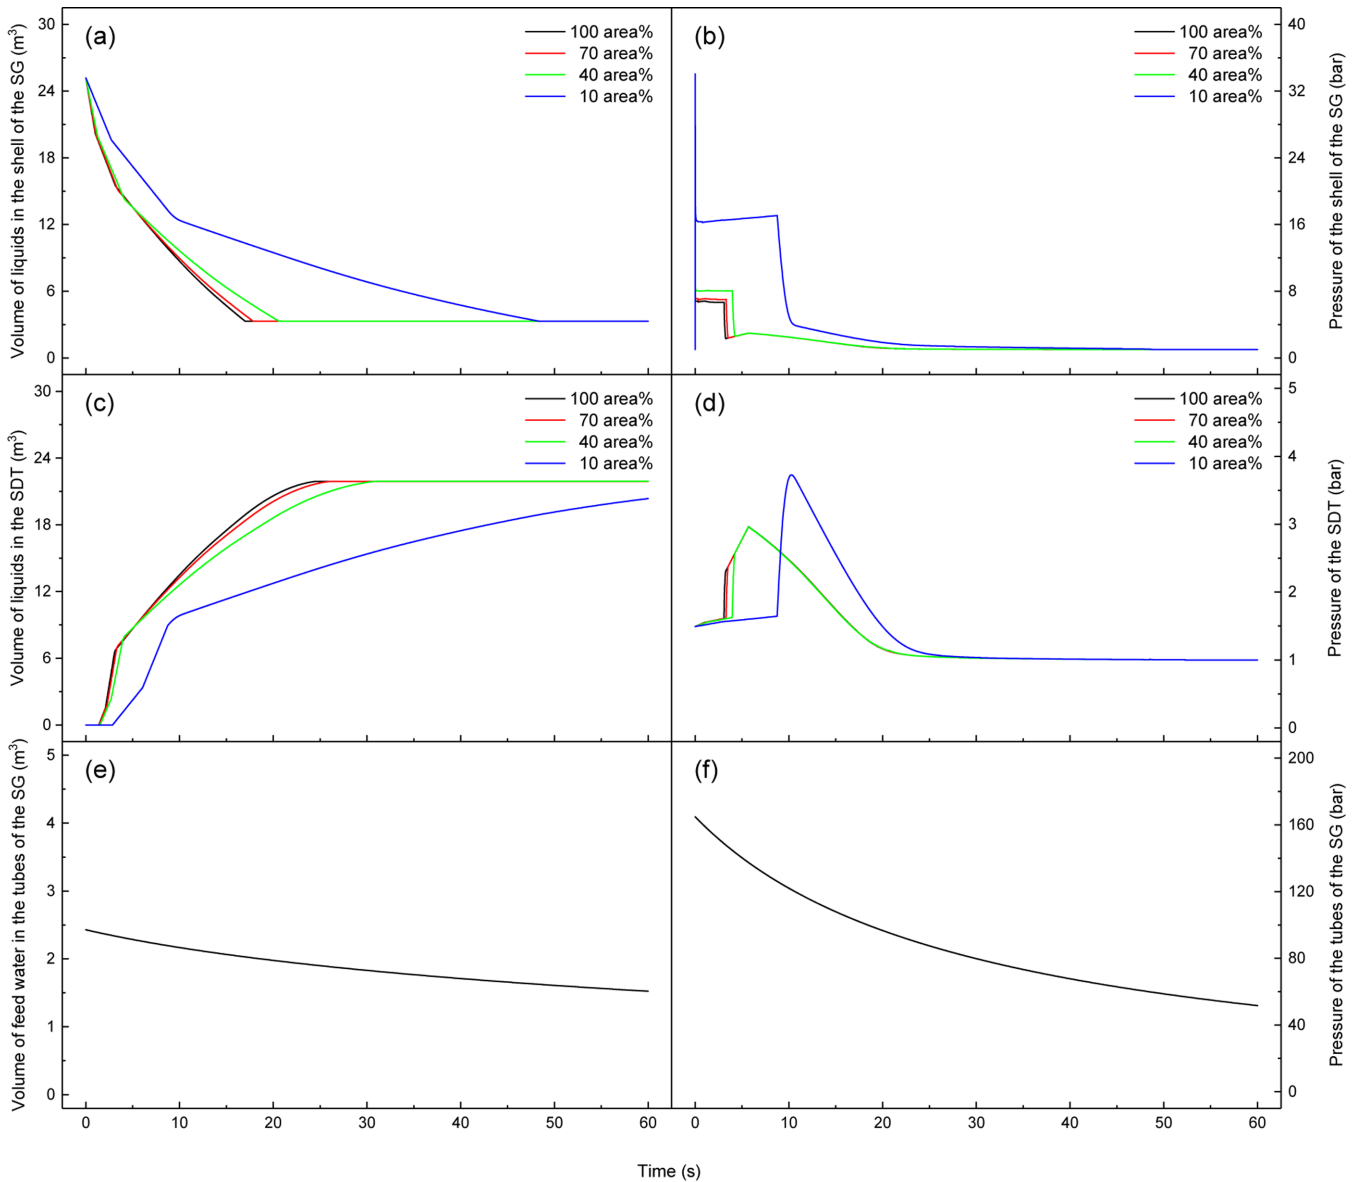 (a)
100 area%
70 area%
40 area%
10 area%
Volume of liquids in the shell of the SG (m³)
30
24
18
12
6
0
(b)
100 area%
70 area%
40 area%
10 area%
Pressure of the shell of the SG (bar)
40
32
24
16
8
0
(c)
100 area%
70 area%
40 area%
10 area%
Volume of liquids in the SDT (m³)
30
24
18
12
6
0
(d)
100 area%
70 area%
40 area%
10 area%
Pressure of the SDT (bar)
5
4
3
2
1
0
(e)
Volume of feed water in the tubes of the SG (m³)
5
4
3
2
1
0
0 10 20 30 40 50 60
(f)
Pressure of the tubes of the SG (bar)
200
160
120
80
40
0
0 10 20 30 40 50 60
Time (s)